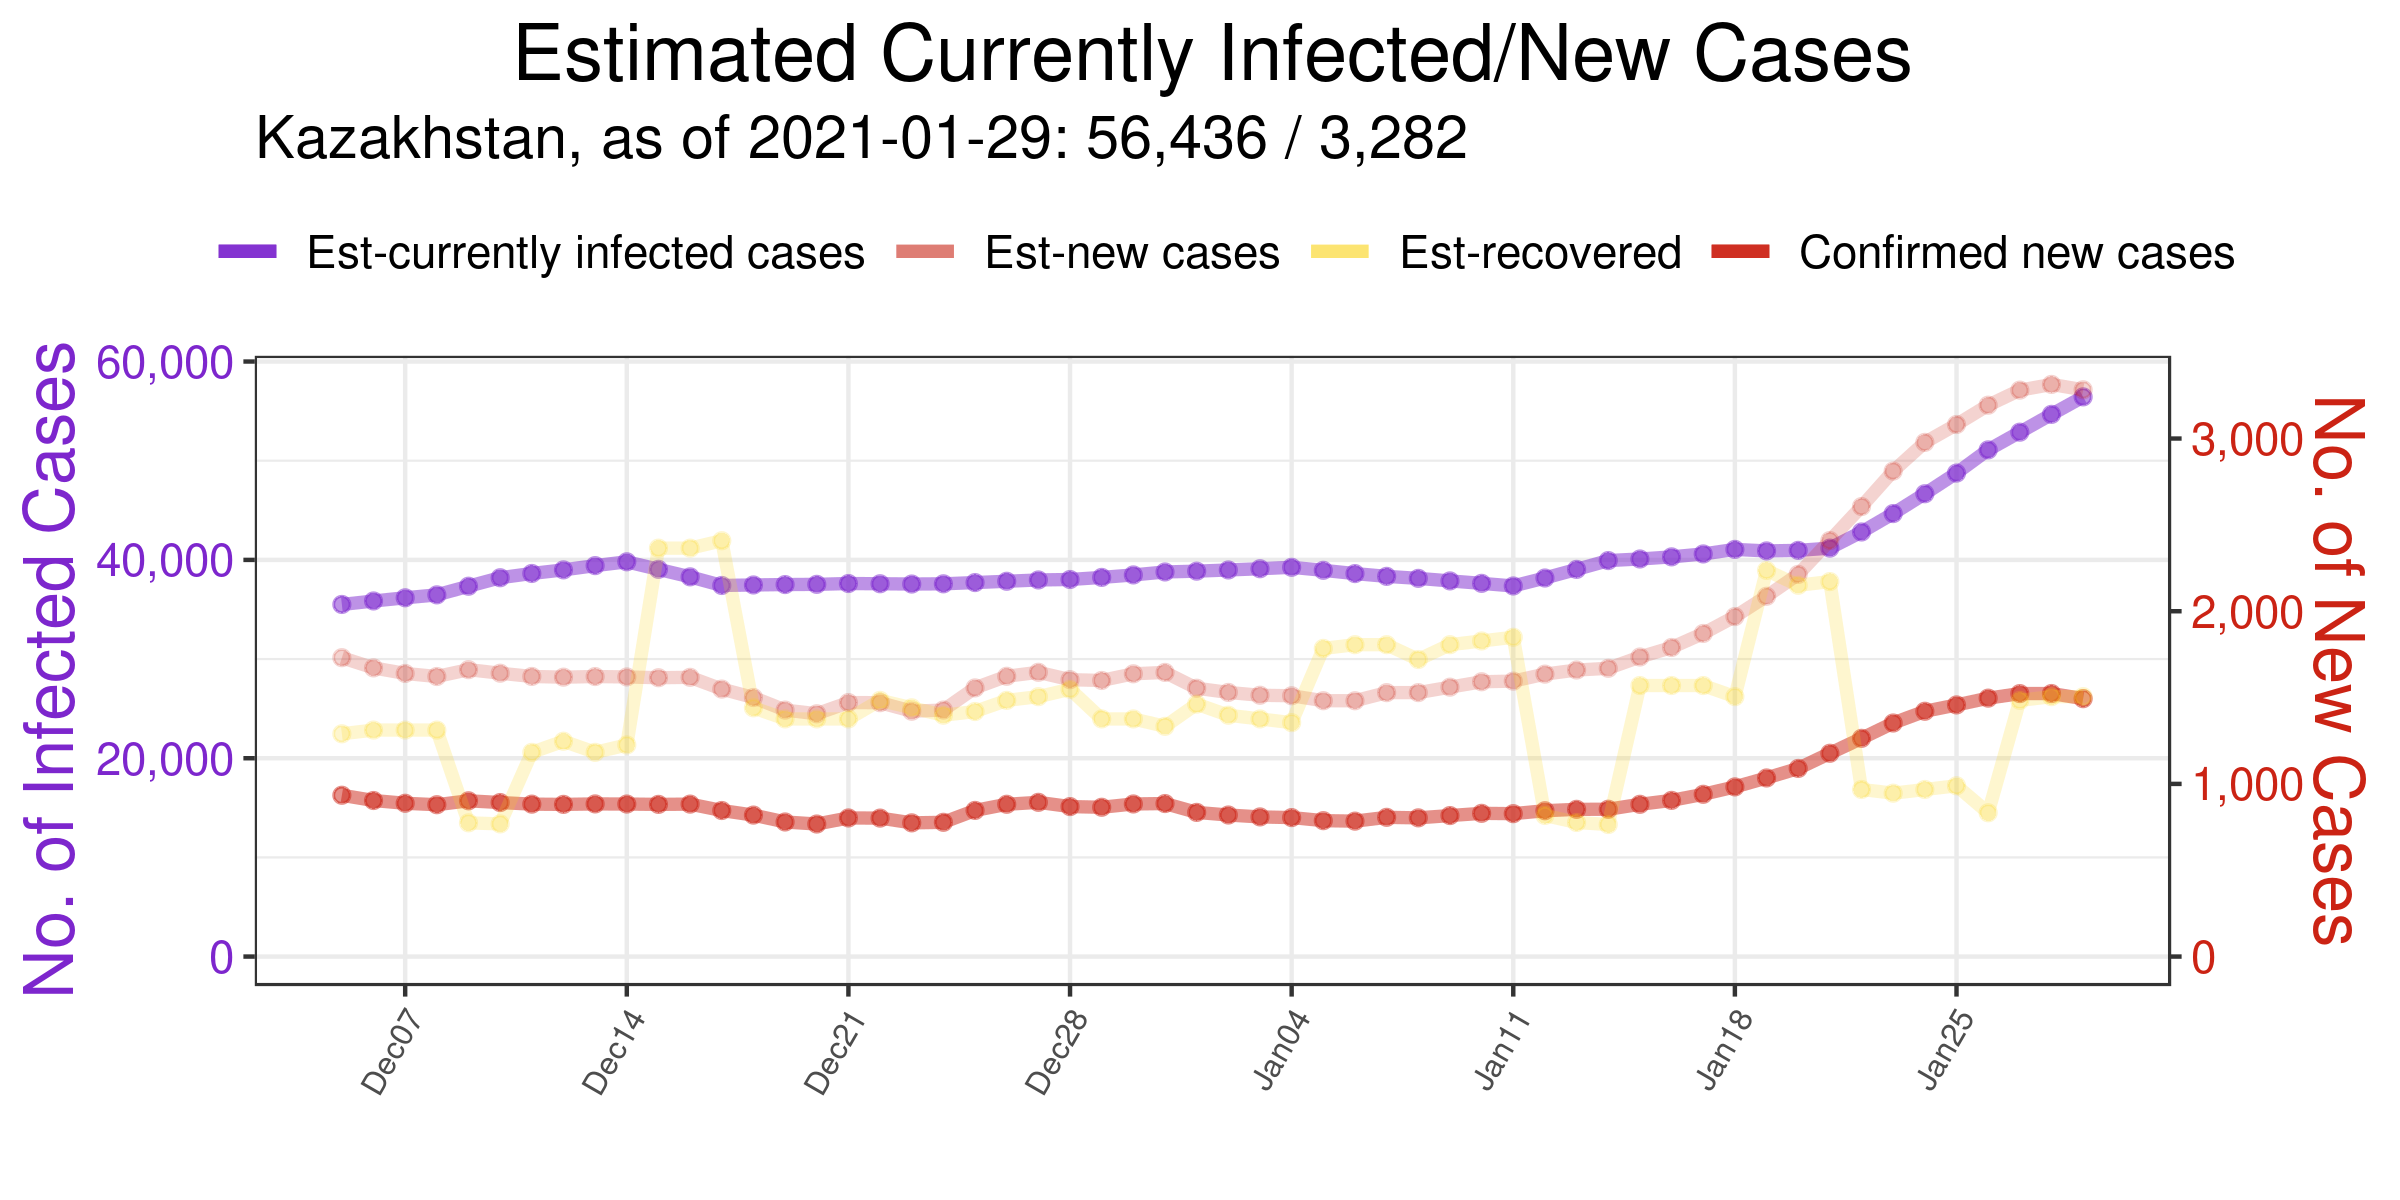 Estimated Currently Infected/New Cases
Kazakhstan, as of 2021-01-29: 56,436 / 3,282
Est-currently infected cases Est-new cases Est-recovered Confirmed new cases
No. of Infected Cases
60,000
40,000
20,000
0
3,000
2,000
1,000
0
No. of New Cases
Dec07 Dec14 Dec21 Dec28 Jan04 Jan11 Jan18 Jan25